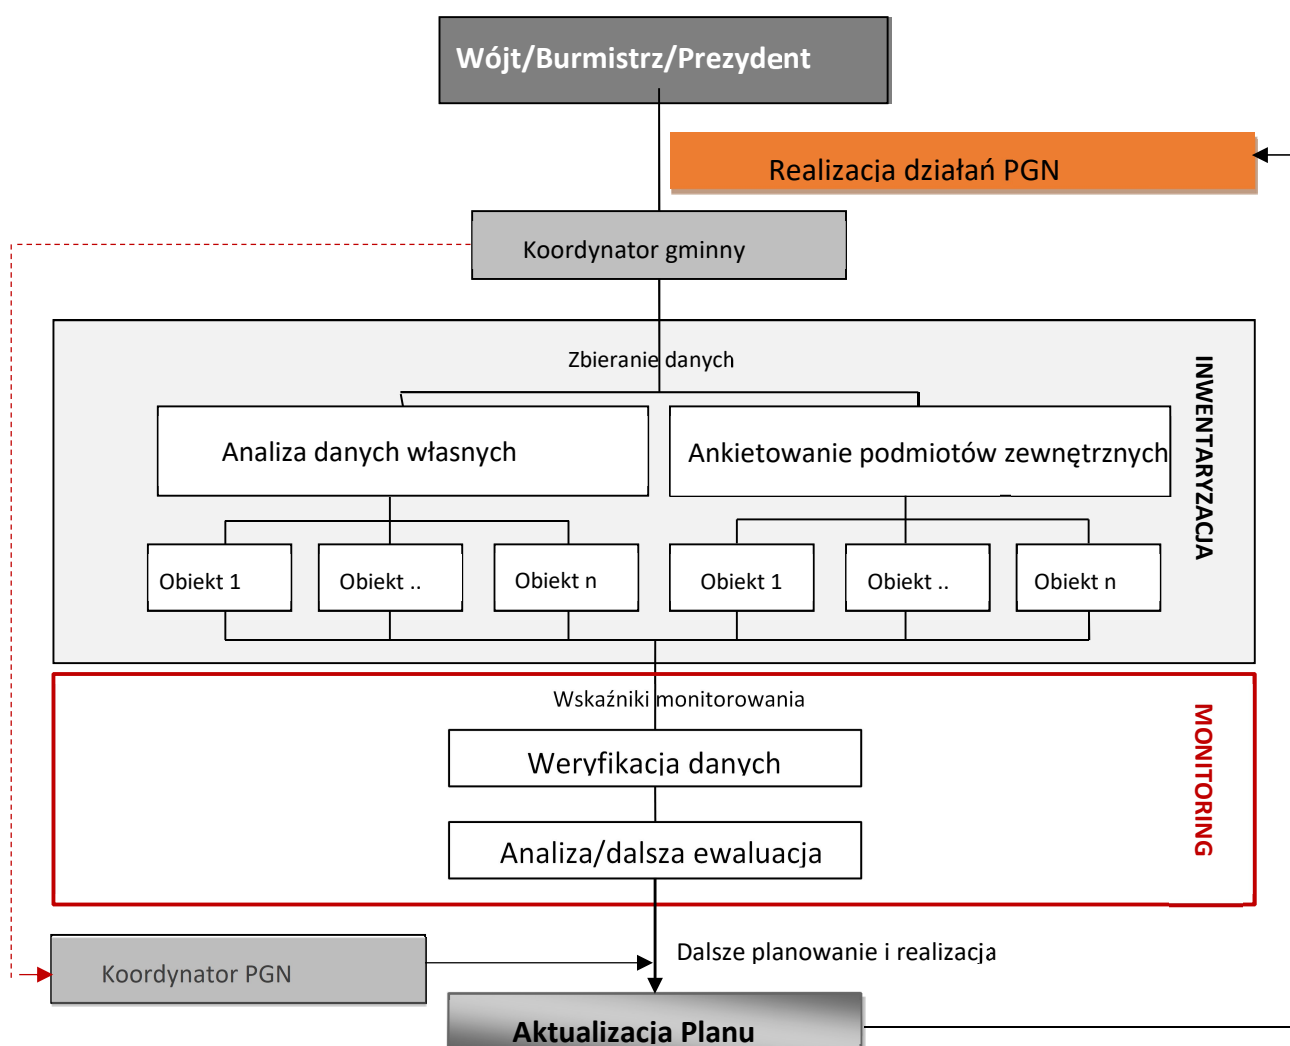 Wójt/Burmistrz/Prezydent
Realizacja działań PGN
Koordynator gminny
Zbieranie danych
INWENTARYZACJA
Analiza danych własnych
Ankietowanie podmiotów zewnętrznych
Obiekt 1
Obiekt ..
Obiekt n
Obiekt 1
Obiekt ..
Obiekt n
Wskaźniki monitorowania
MONITORING
Weryfikacja danych
Analiza/dalsza ewaluacja
Dalsze planowanie i realizacja
Koordynator PGN
Aktualizacja Planu